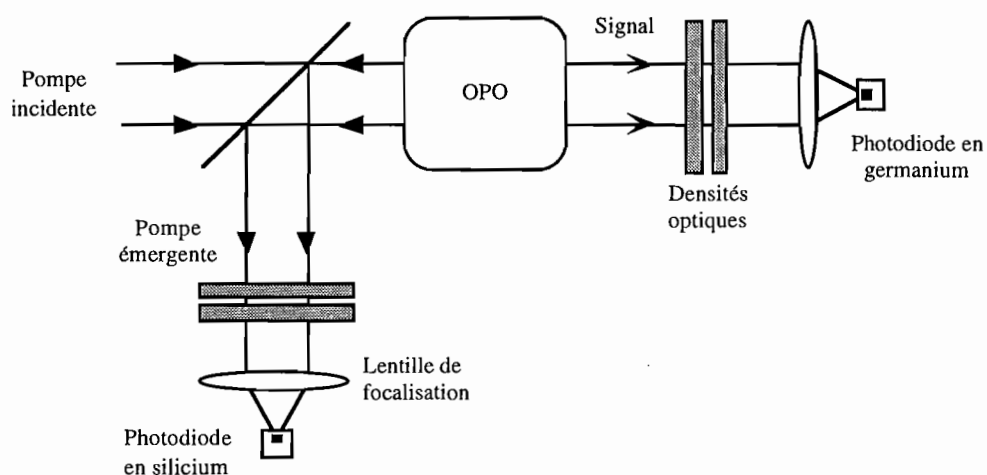 Signal
Pompe
incidente
OPO
Photodiode en
germanium
Densités
optiques
Pompe
émergente
Lentille de
focalisation
Photodiode
en silicium